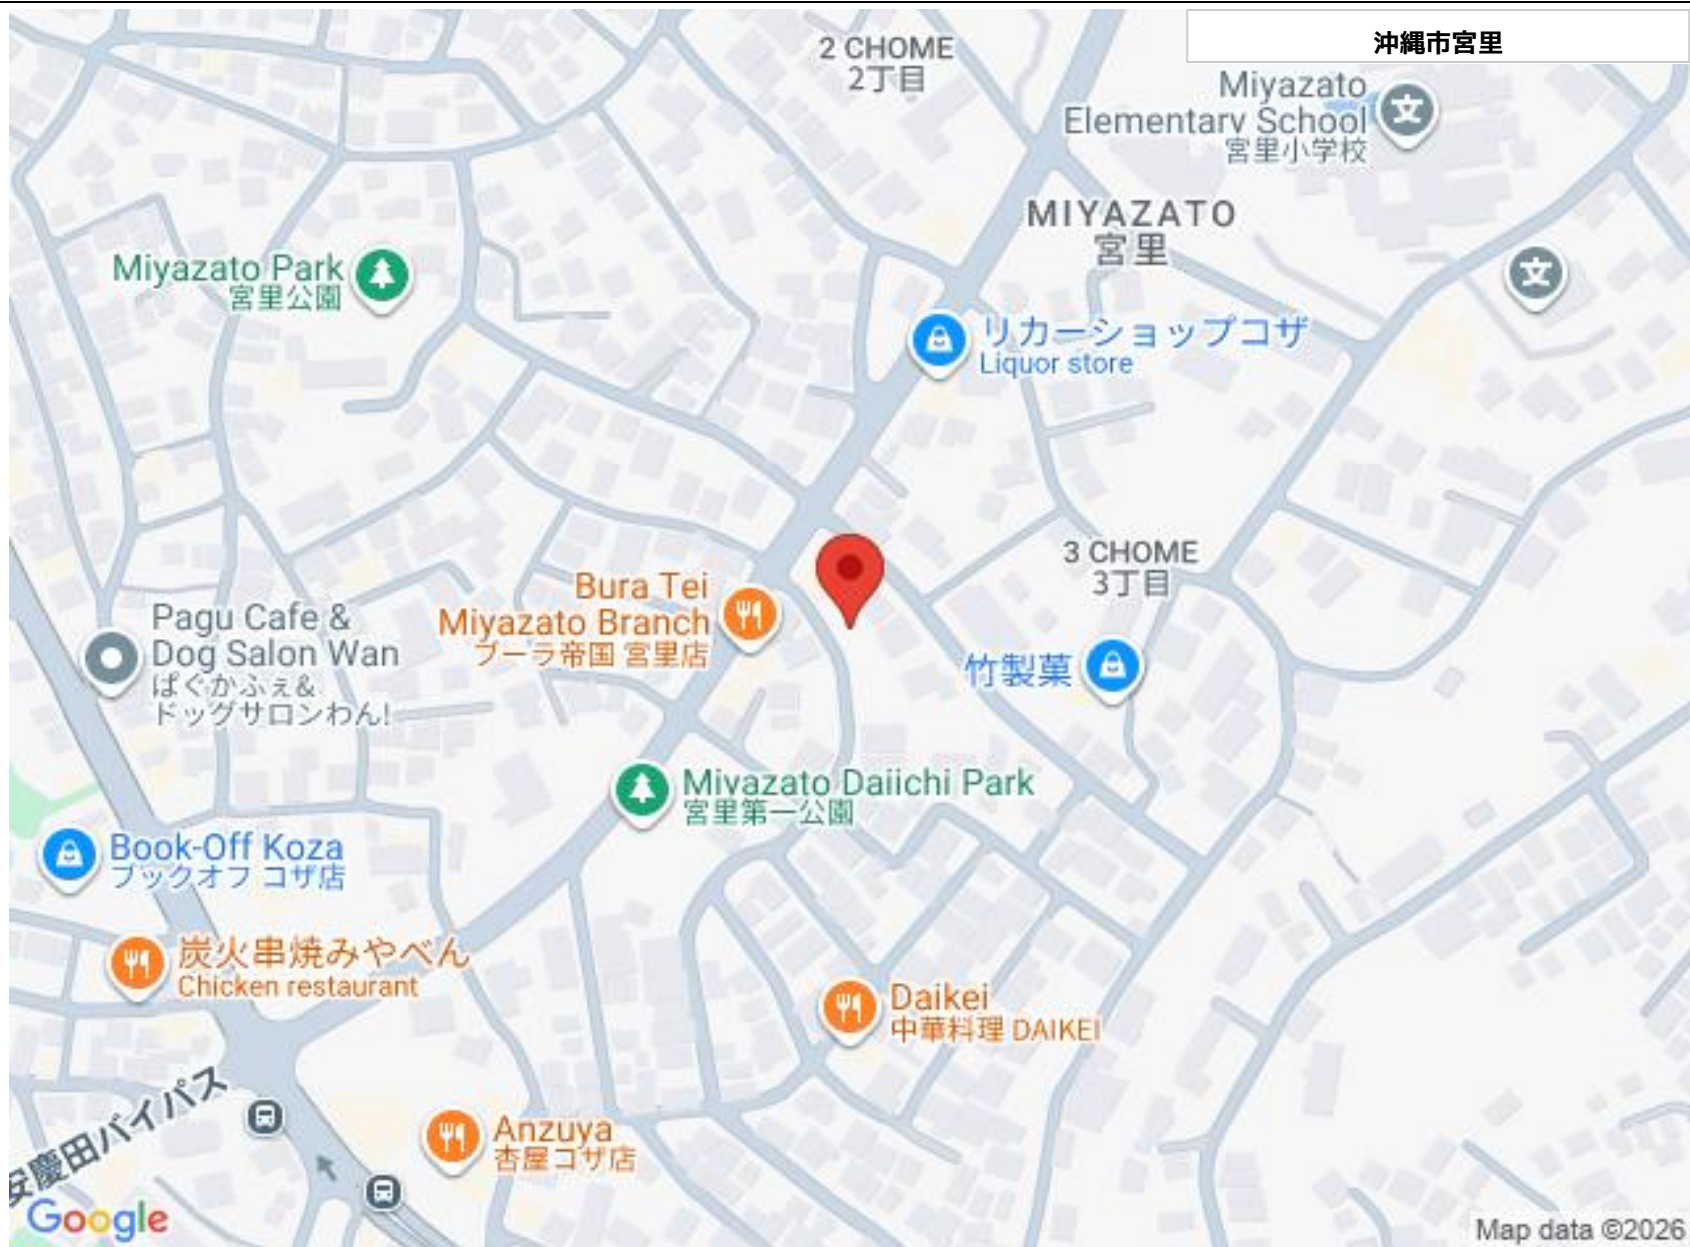 沖縄市宮里
2 CHOME
2丁目
Miyazato
Elementary School
宮里小学校
MIYAZATO
宮里
Miyazato Park
宮里公園
リカーショップコザ
Liquor store
3 CHOME
3丁目
Bura Tei
Miyazato Branch
ブーラ帝国 宮里店
Pagu Cafe &
Dog Salon Wan
ぱぐかふぇ&
ドッグサロンわん!
竹製菓
Miyazato Daiichi Park
宮里第一公園
Book-Off Koza
ブックオフ コザ店
炭火串焼みやべん
Chicken restaurant
Daikei
中華料理 DAIKEI
安慶田バイパス
Anzuya
杏屋コザ店
Google
Map data ©2026